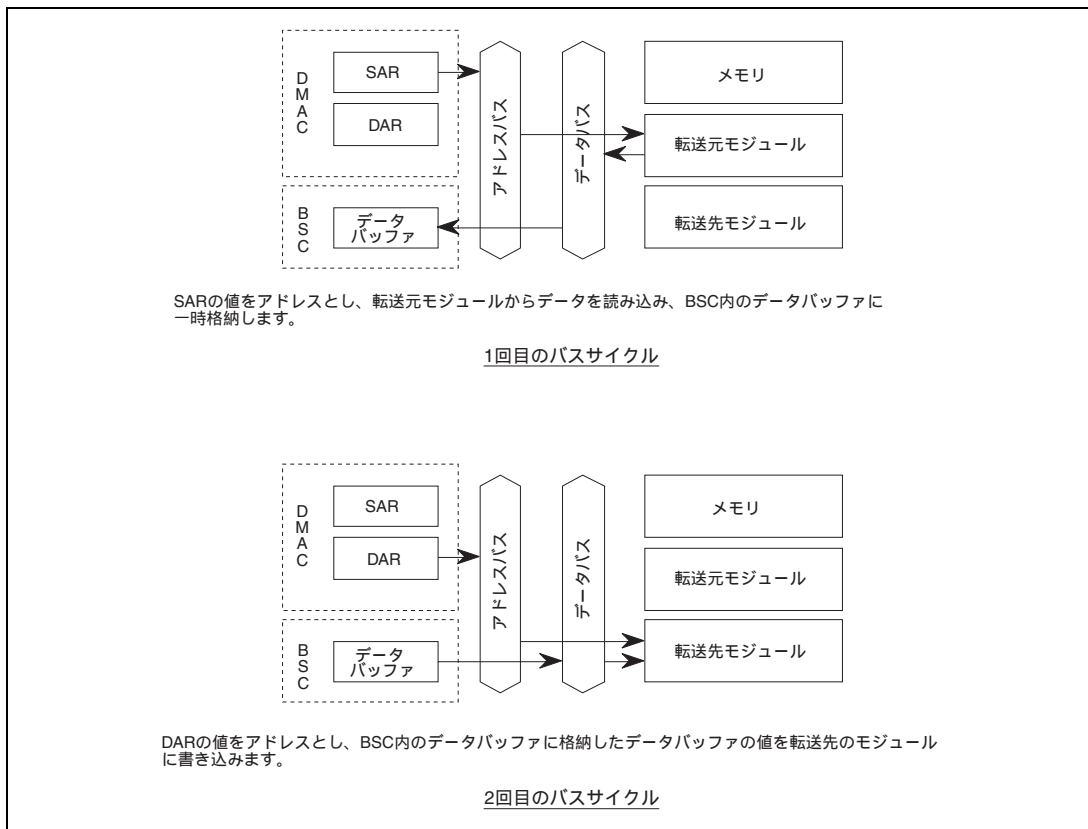 DMAC
SAR
DAR
BSC
データ
バッファ
アドレスバス
データバス
メモリ
転送元モジュール
転送先モジュール
SARの値をアドレスとし、転送元モジュールからデータを読み込み、BSC内のデータバッファに
一時格納します。
1回目のバスサイクル
DMAC
SAR
DAR
BSC
データ
バッファ
アドレスバス
データバス
メモリ
転送元モジュール
転送先モジュール
DARの値をアドレスとし、BSC内のデータバッファに格納したデータバッファの値を転送先のモジュール
に書き込みます。
2回目のバスサイクル